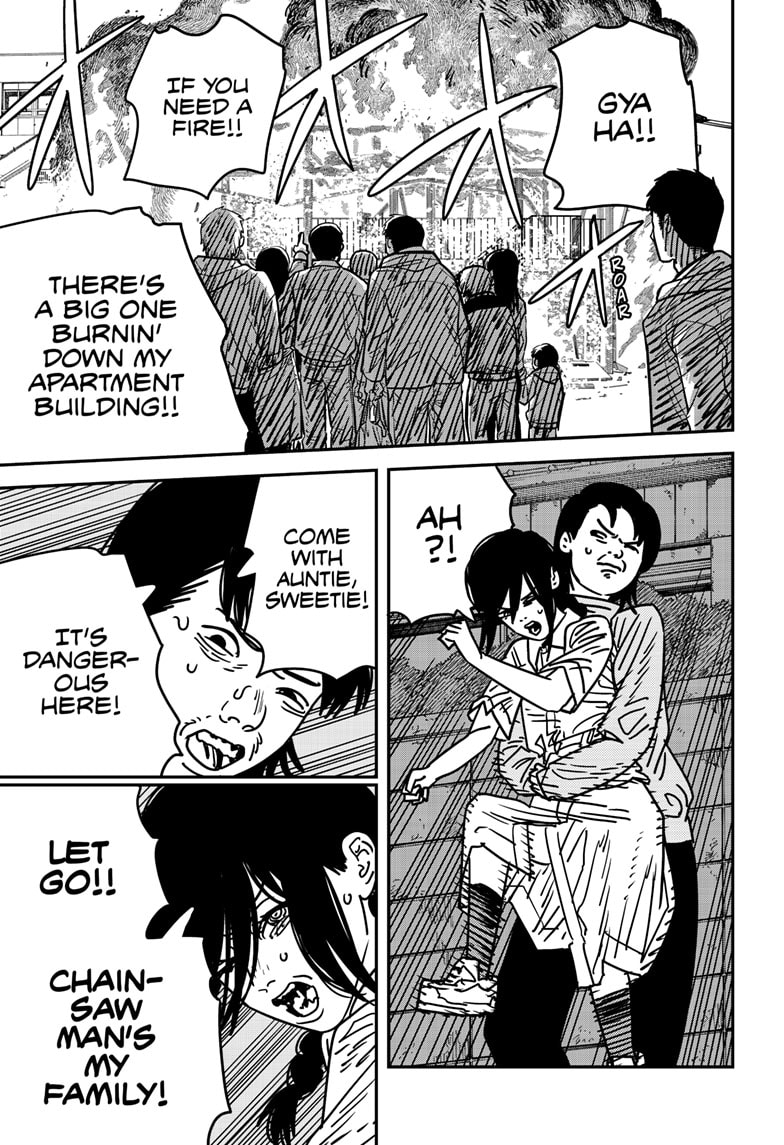 GYA
HA!!
IF YOU
NEED A
FIRE!!
ROAR
THERE'S
A BIG ONE
BURNIN'
DOWN MY
APARTMENT
BUILDING!!
AH
?!
COME
WITH
AUNTIE,
SWEETIE!
IT'S
DANGER-
OUS
HERE!
LET
GO!!
CHAIN-
SAW
MAN'S
MY
FAMILY!